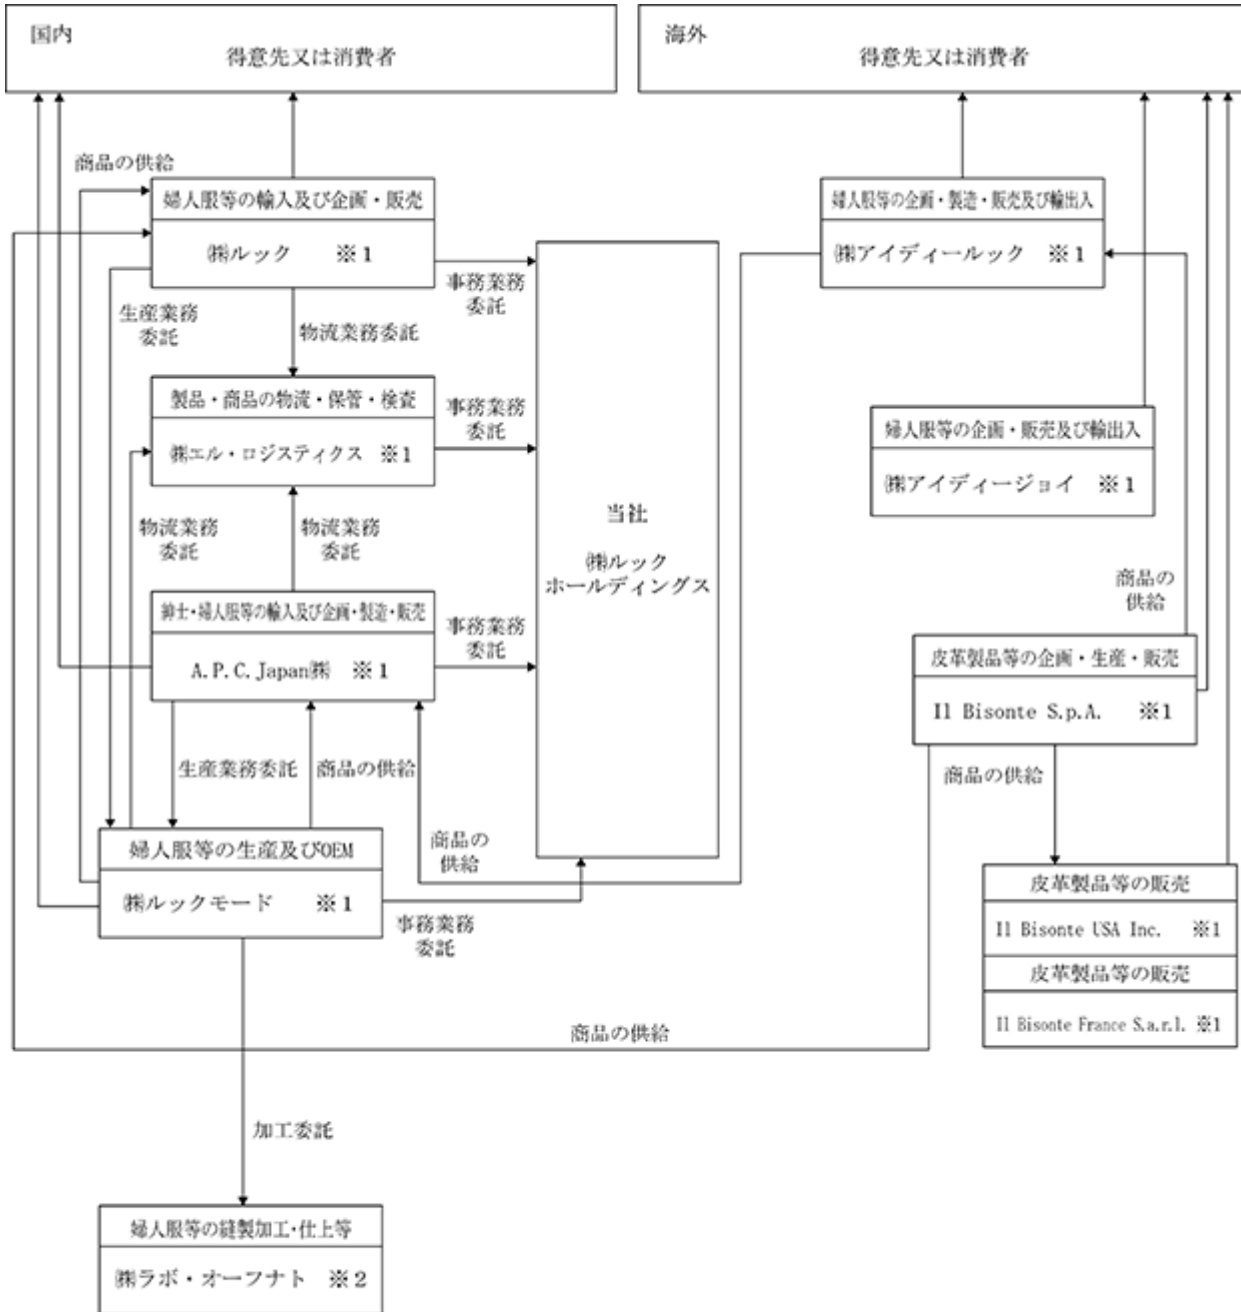 国内
得意先又は消費者
海外
得意先又は消費者
商品の供給
婦人服等の輸入及び企画・販売
㈱ルック ※1
婦人服等の企画・製造・販売及び輸出入
㈱アイディールック ※1
事務業務
委託
生産業務
委託
物流業務委託
製品・商品の物流・保管・検査
㈱エル・ロジスティクス ※1
事務業務
委託
婦人服等の企画・販売及び輸出入
㈱アイディージョイ ※1
当社
㈱ルック
ホールディングス
物流業務
委託
物流業務
委託
商品の
供給
紳士・婦人服等の輸入及び企画・製造・販売
A.P.C.Japan㈱ ※1
事務業務
委託
皮革製品等の企画・生産・販売
Il Bisonte S.p.A. ※1
生産業務委託
商品の供給
商品の供給
婦人服等の生産及びOEM
㈱ルックモード ※1
商品の
供給
事務業務
委託
皮革製品等の販売
Il Bisonte USA Inc. ※1
皮革製品等の販売
Il Bisonte France S.a.r.l. ※1
商品の供給
加工委託
婦人服等の縫製加工・仕上等
㈱ラボ・オーフナト ※2